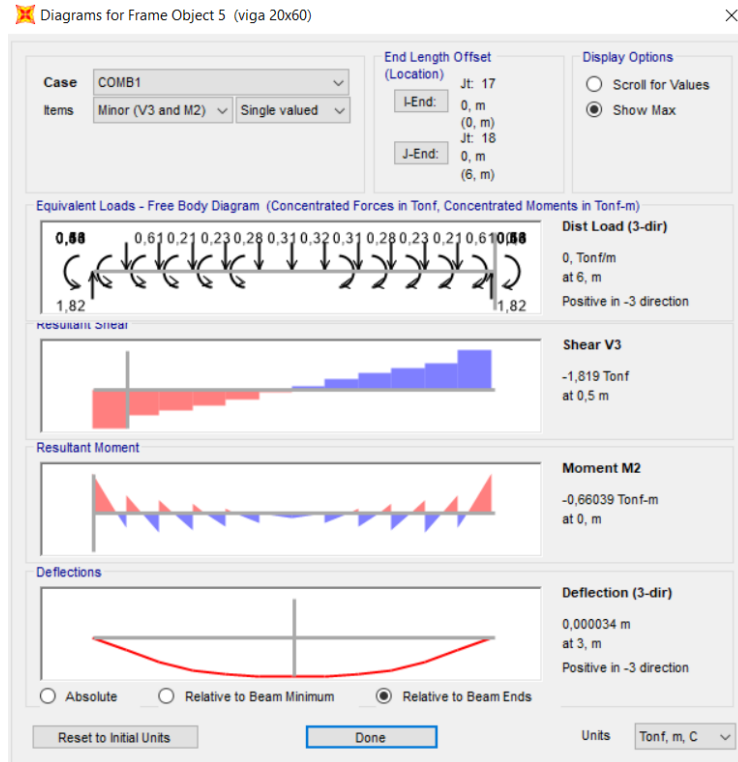 Diagrams for Frame Object 5 (viga 20x60)
Case COMB1
Items Minor (V3 and M2) Single valued
End Length Offset
(Location)
Jt: 17
I-End: 0, m
(0, m)
Jt: 18
J-End: 0, m
(6, m)
Display Options
Scroll for Values
Show Max
Equivalent Loads - Free Body Diagram (Concentrated Forces in Tonf, Concentrated Moments in Tonf-m)
0,61 0,21 0,23 0,28 0,31 0,32 0,31 0,28 0,23 0,21 0,61
1,82 1,82
Dist Load (3-dir)
0, Tonf/m
at 6, m
Positive in -3 direction
Resultant Shear
Shear V3
-1,819 Tonf
at 0,5 m
Resultant Moment
Moment M2
-0,66039 Tonf-m
at 0, m
Deflections
Deflection (3-dir)
0,000034 m
at 3, m
Positive in -3 direction
Absolute Relative to Beam Minimum Relative to Beam Ends
Reset to Initial Units Done Units Tonf, m, C